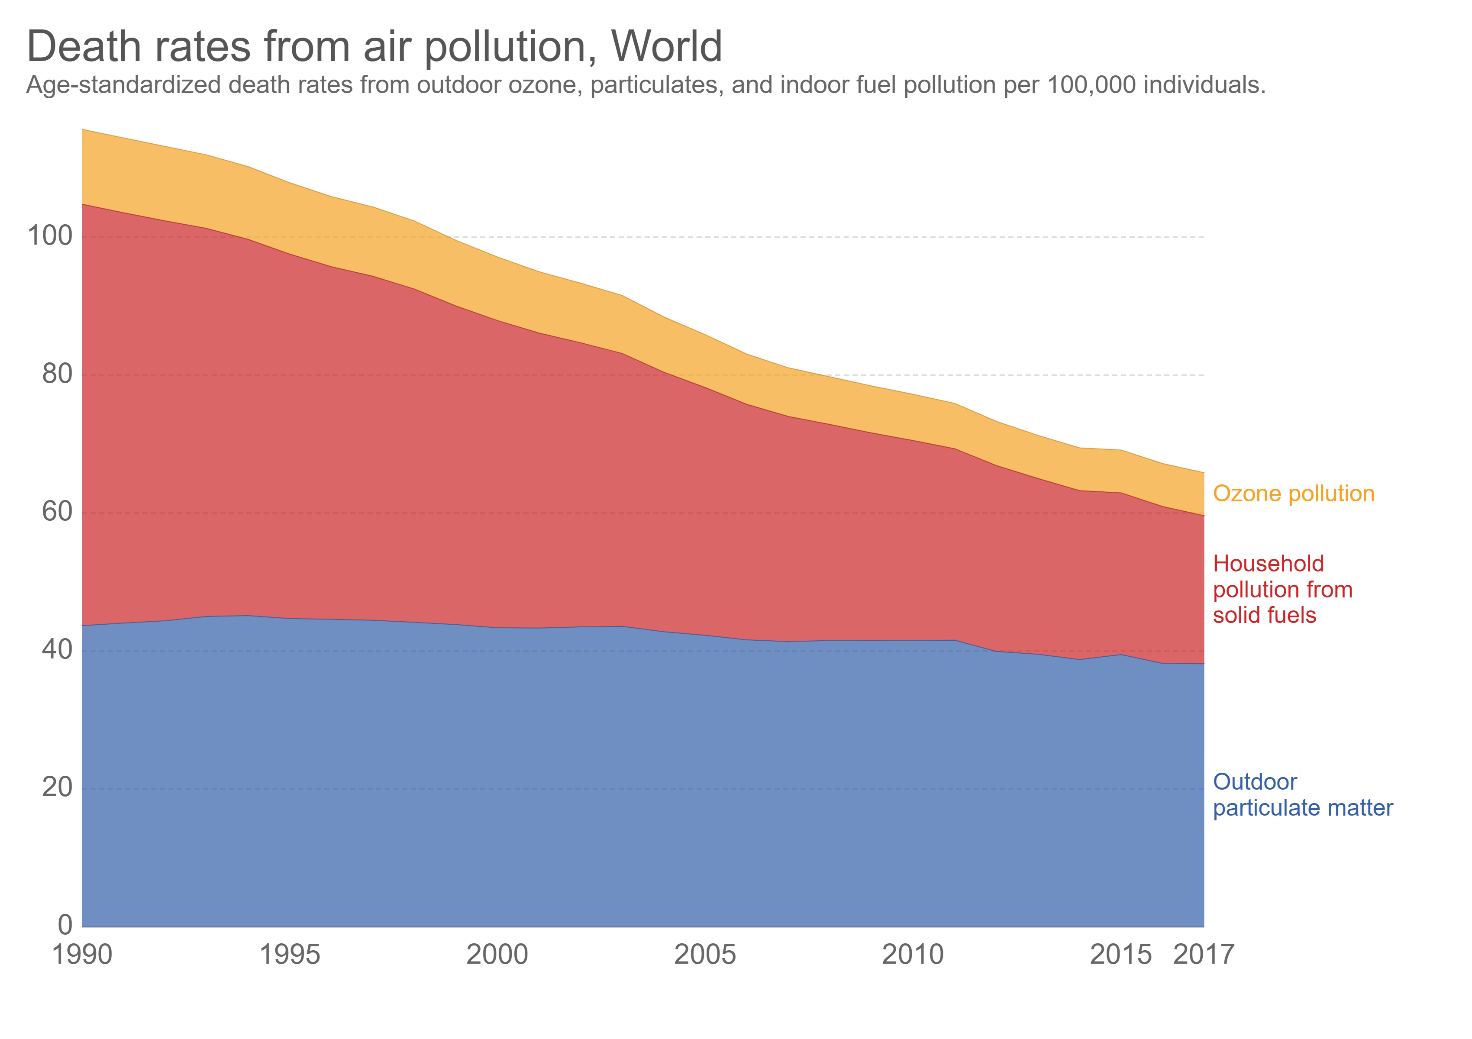 Death rates from air pollution, World
Age-standardized death rates from outdoor ozone, particulates, and indoor fuel pollution per 100,000 individuals.
100
80
60
40
20
0
Ozone pollution
Household
pollution from
solid fuels
Outdoor
particulate matter
1990 1995 2000 2005 2010 2015 2017